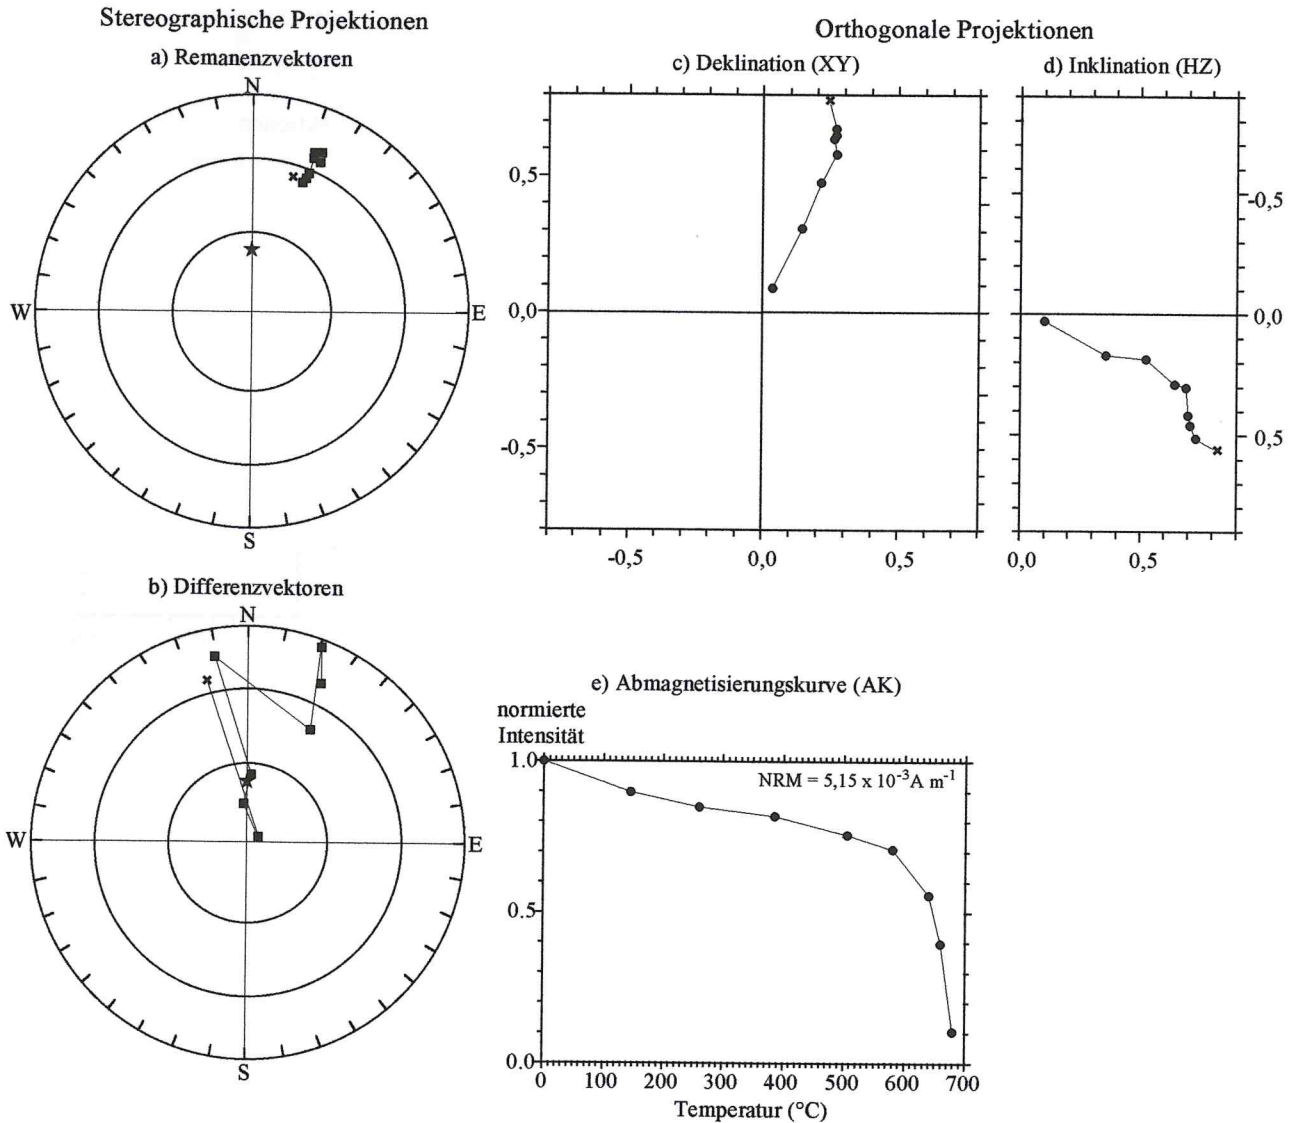 Stereographische Projektionen
a) Remanenzvektoren
N
W
E
S
b) Differenzvektoren
N
W
E
S
Orthogonale Projektionen
c) Deklination (XY)
0,5
0,0
-0,5
-0,5
0,0
0,5
d) Inklination (HZ)
-0,5
0,0
0,5
0,0
0,5
e) Abmagnetisierungskurve (AK)
normierte
Intensität
NRM = 5,15 x 10⁻³A m⁻¹
1.0
0.5
0.0
0 100 200 300 400 500 600 700
Temperatur (°C)